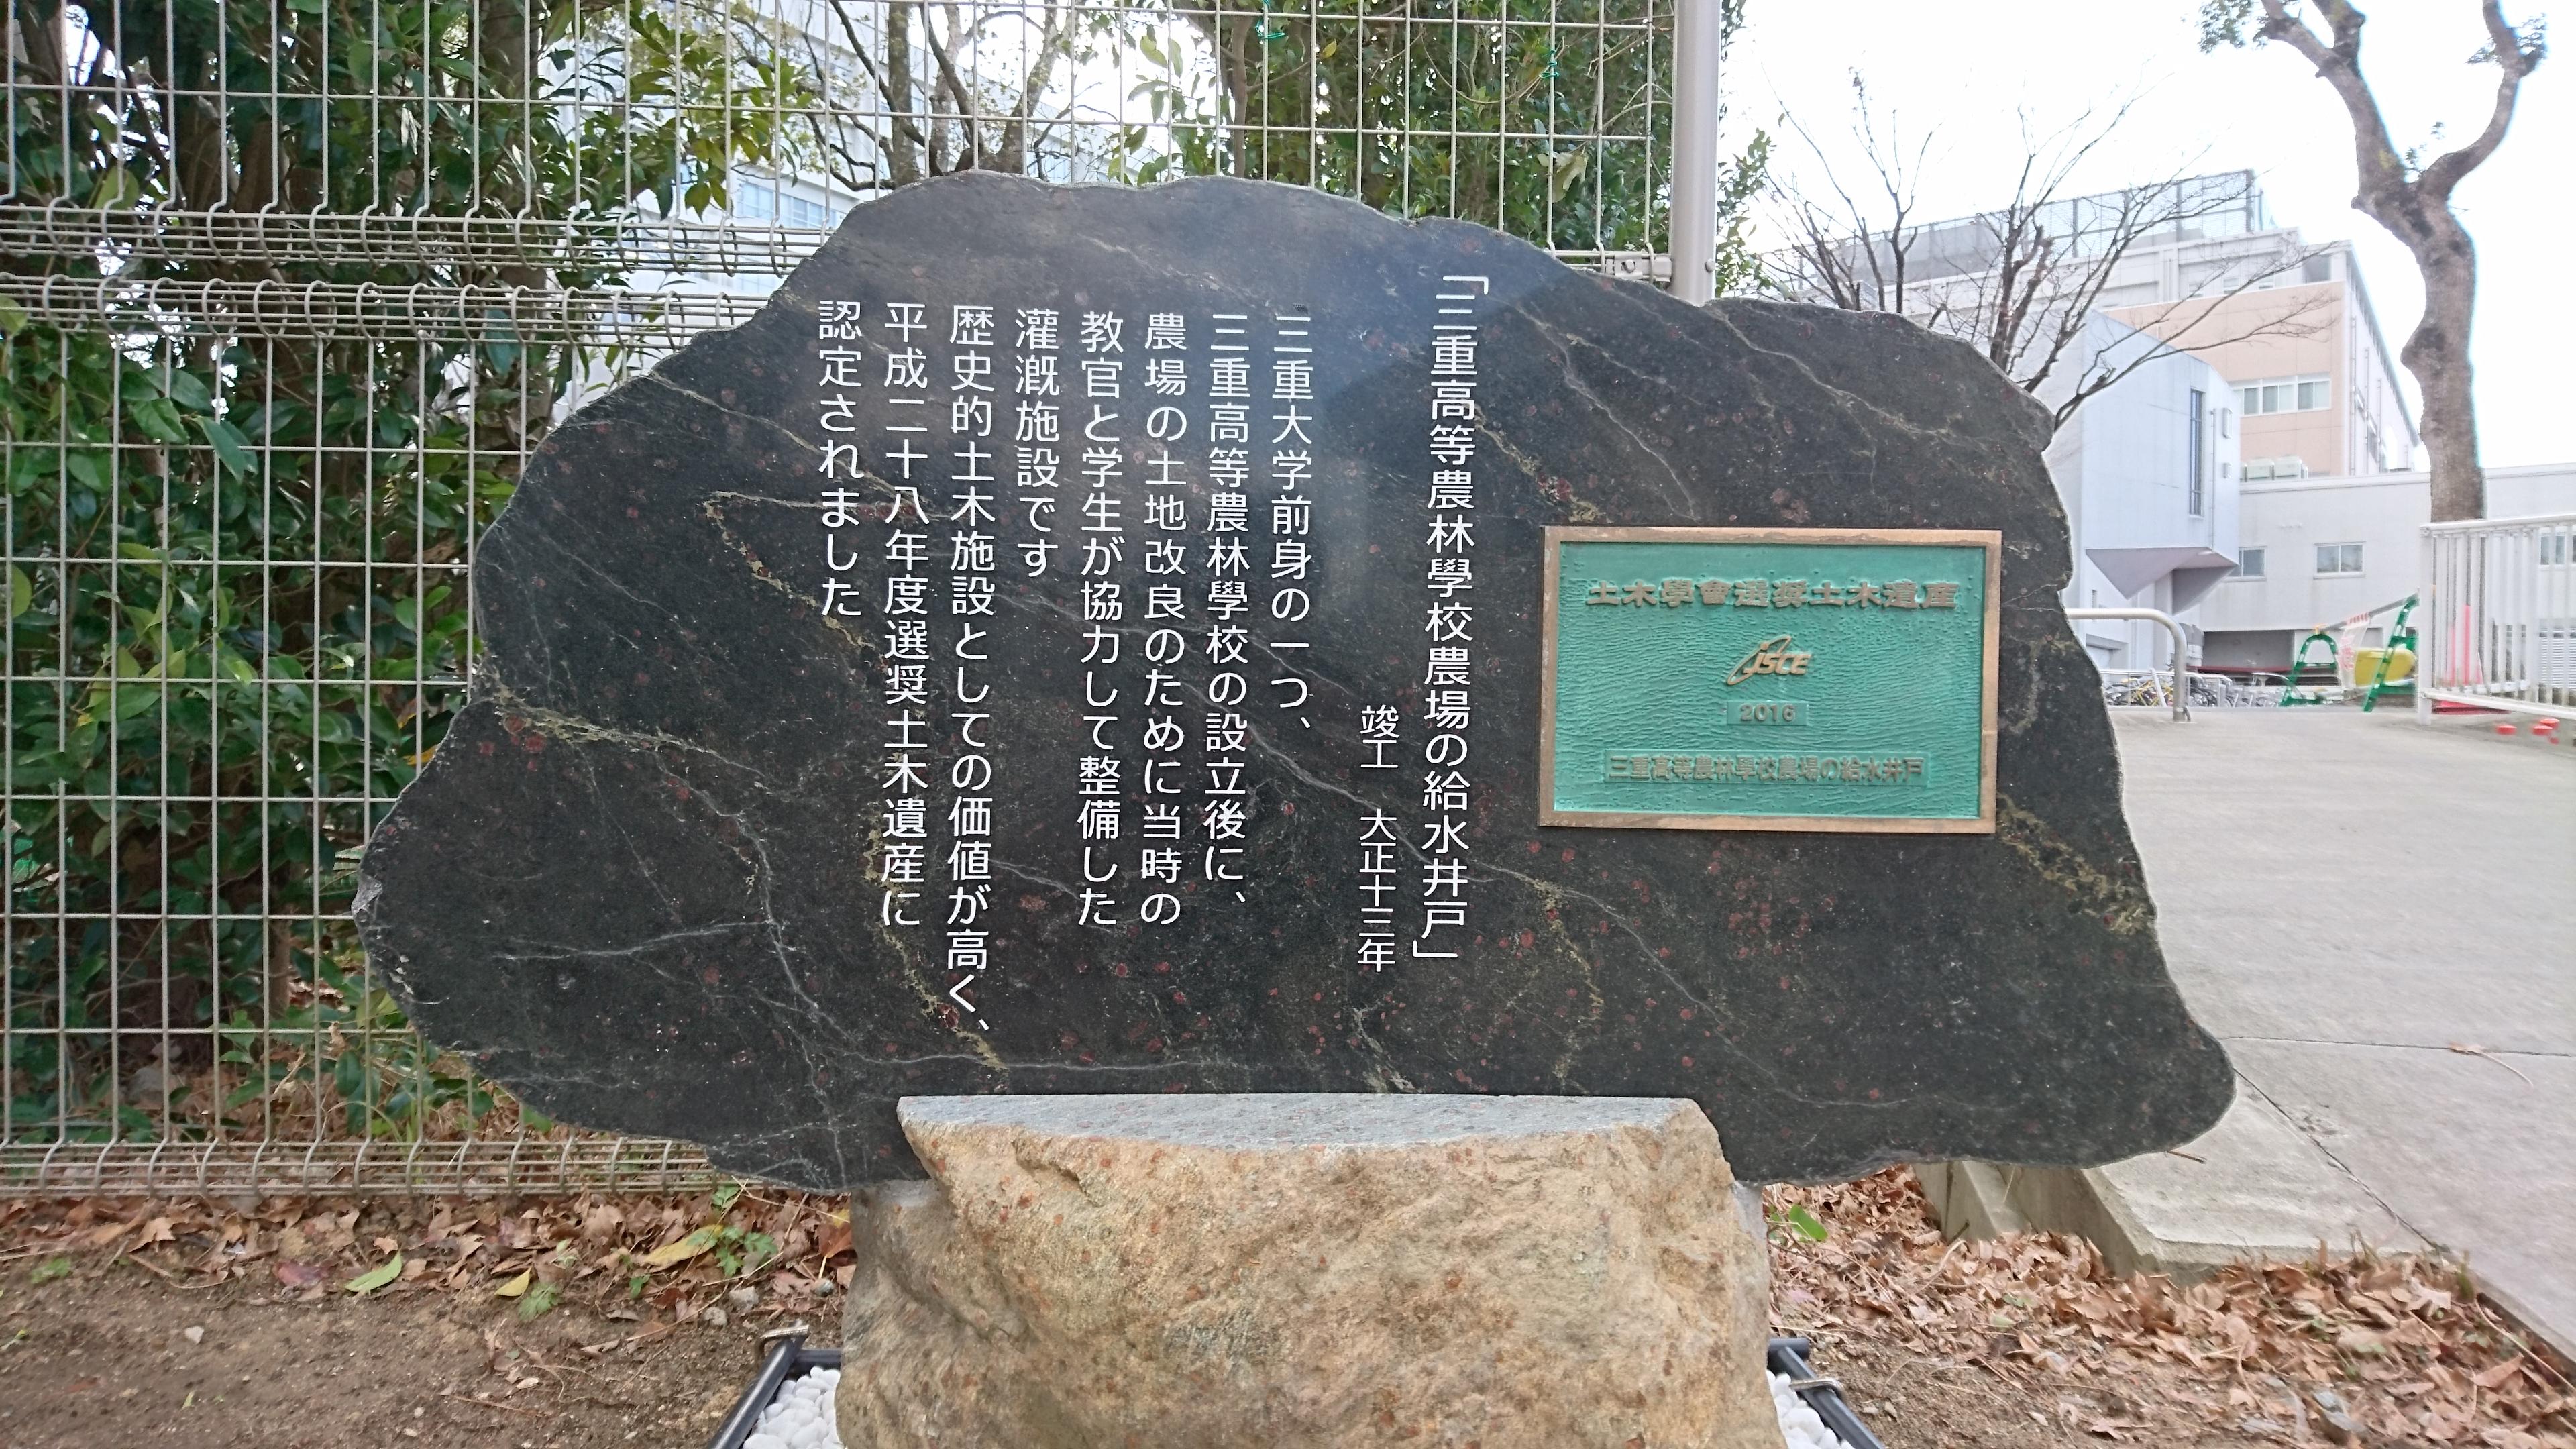 「三重高等農林學校農場の給水井戸」
竣工　大正十三年
三重大学前身の一つ、
三重高等農林學校の設立後に、
農場の土地改良のために当時の
教官と学生が協力して整備した
灌漑施設です
歴史的土木施設としての価値が高く、
平成二十八年度選奨土木遺産に
認定されました
土木學會選奨土木遺産
JSCE
2016
三重高等農林學校農場の給水井戸